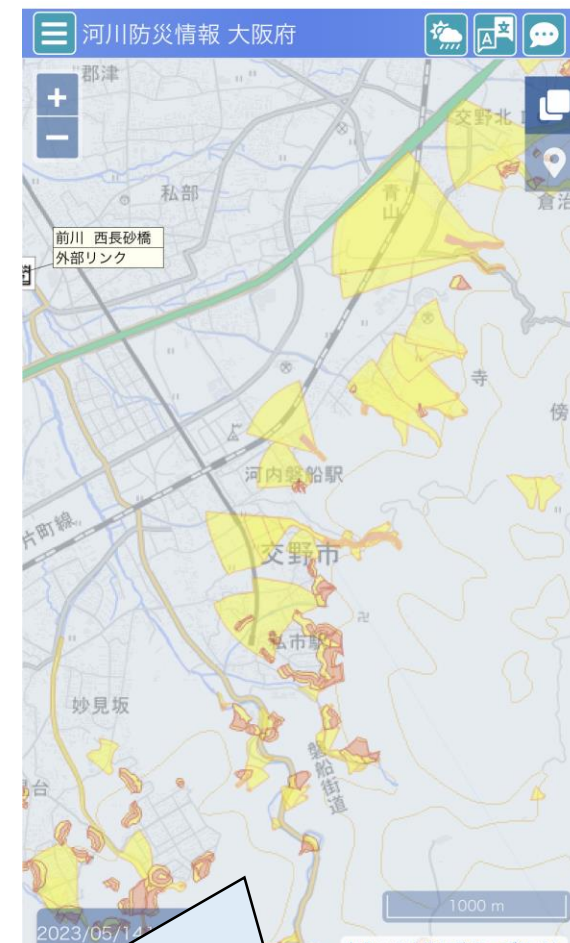 河川防災情報 大阪府
郡津
交野北
私部
青山
倉治
前川 西長砂橋
外部リンク
寺
傍
河内磐船駅
片町線
交野市
私市駅
妙見坂
磐船街道
台
1000 m
2023/05/14